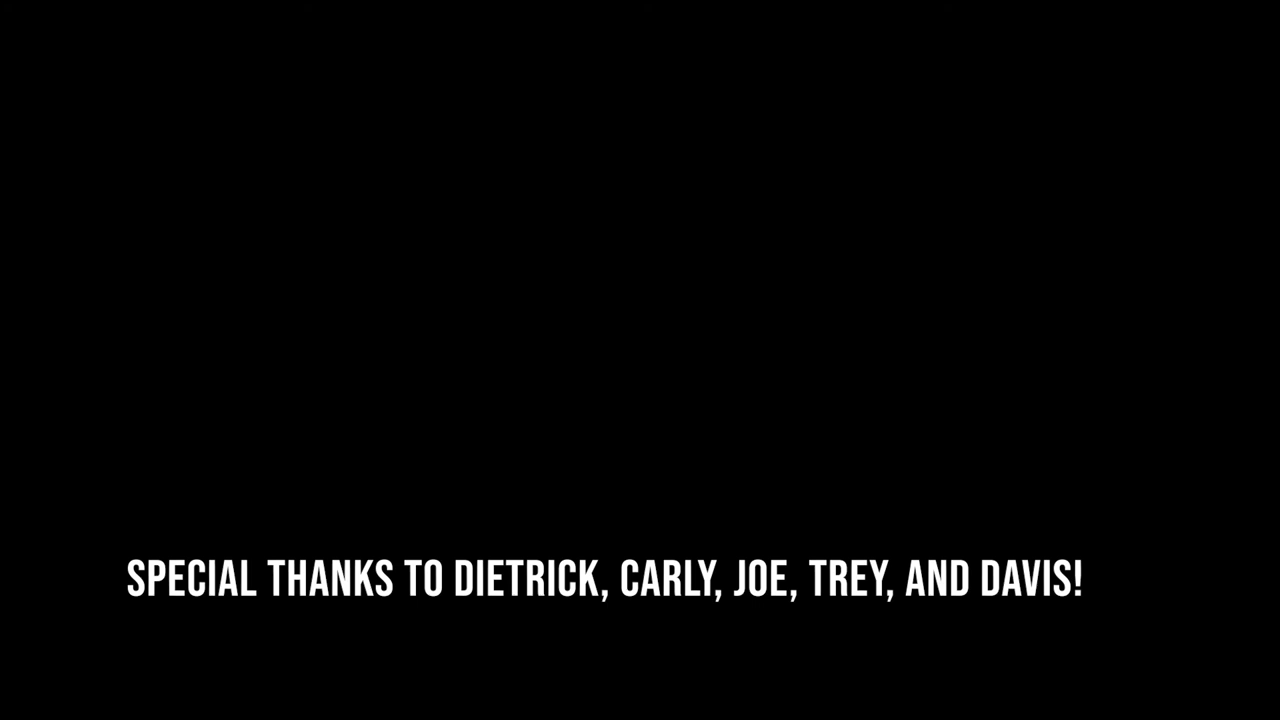 SPECIAL THANKS TO DIETRICK, CARLY, JOE, TREY, AND DAVIS!